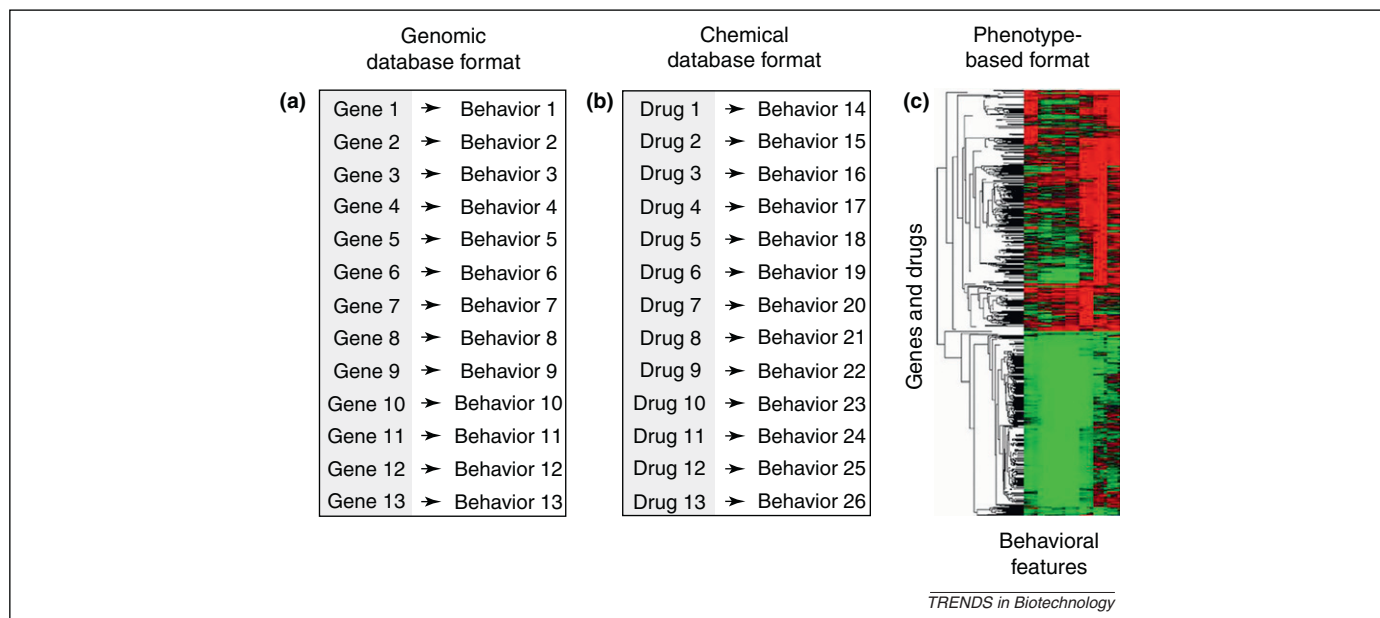 Genomic
database format
Chemical
database format
Phenotype-
based format
(a)
Gene 1 ➤ Behavior 1
Gene 2 ➤ Behavior 2
Gene 3 ➤ Behavior 3
Gene 4 ➤ Behavior 4
Gene 5 ➤ Behavior 5
Gene 6 ➤ Behavior 6
Gene 7 ➤ Behavior 7
Gene 8 ➤ Behavior 8
Gene 9 ➤ Behavior 9
Gene 10 ➤ Behavior 10
Gene 11 ➤ Behavior 11
Gene 12 ➤ Behavior 12
Gene 13 ➤ Behavior 13
(b)
Drug 1 ➤ Behavior 14
Drug 2 ➤ Behavior 15
Drug 3 ➤ Behavior 16
Drug 4 ➤ Behavior 17
Drug 5 ➤ Behavior 18
Drug 6 ➤ Behavior 19
Drug 7 ➤ Behavior 20
Drug 8 ➤ Behavior 21
Drug 9 ➤ Behavior 22
Drug 10 ➤ Behavior 23
Drug 11 ➤ Behavior 24
Drug 12 ➤ Behavior 25
Drug 13 ➤ Behavior 26
(c)
Genes and drugs
Behavioral
features
TRENDS in Biotechnology